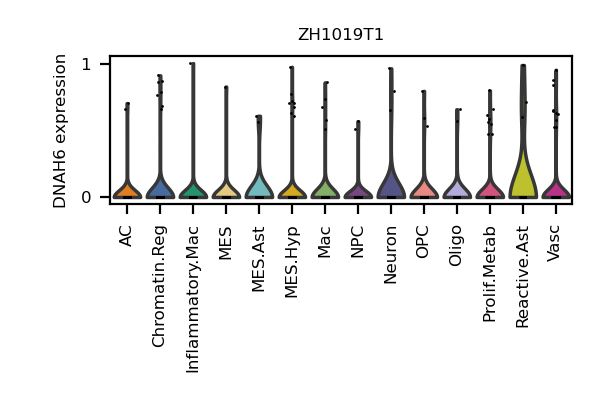 ZH1019T1
DNAH6 expression
1
0
AC
Chromatin.Reg
Inflammatory.Mac
MES
MES.Ast
MES.Hyp
Mac
NPC
Neuron
OPC
Oligo
Prolif.Metab
Reactive.Ast
Vasc